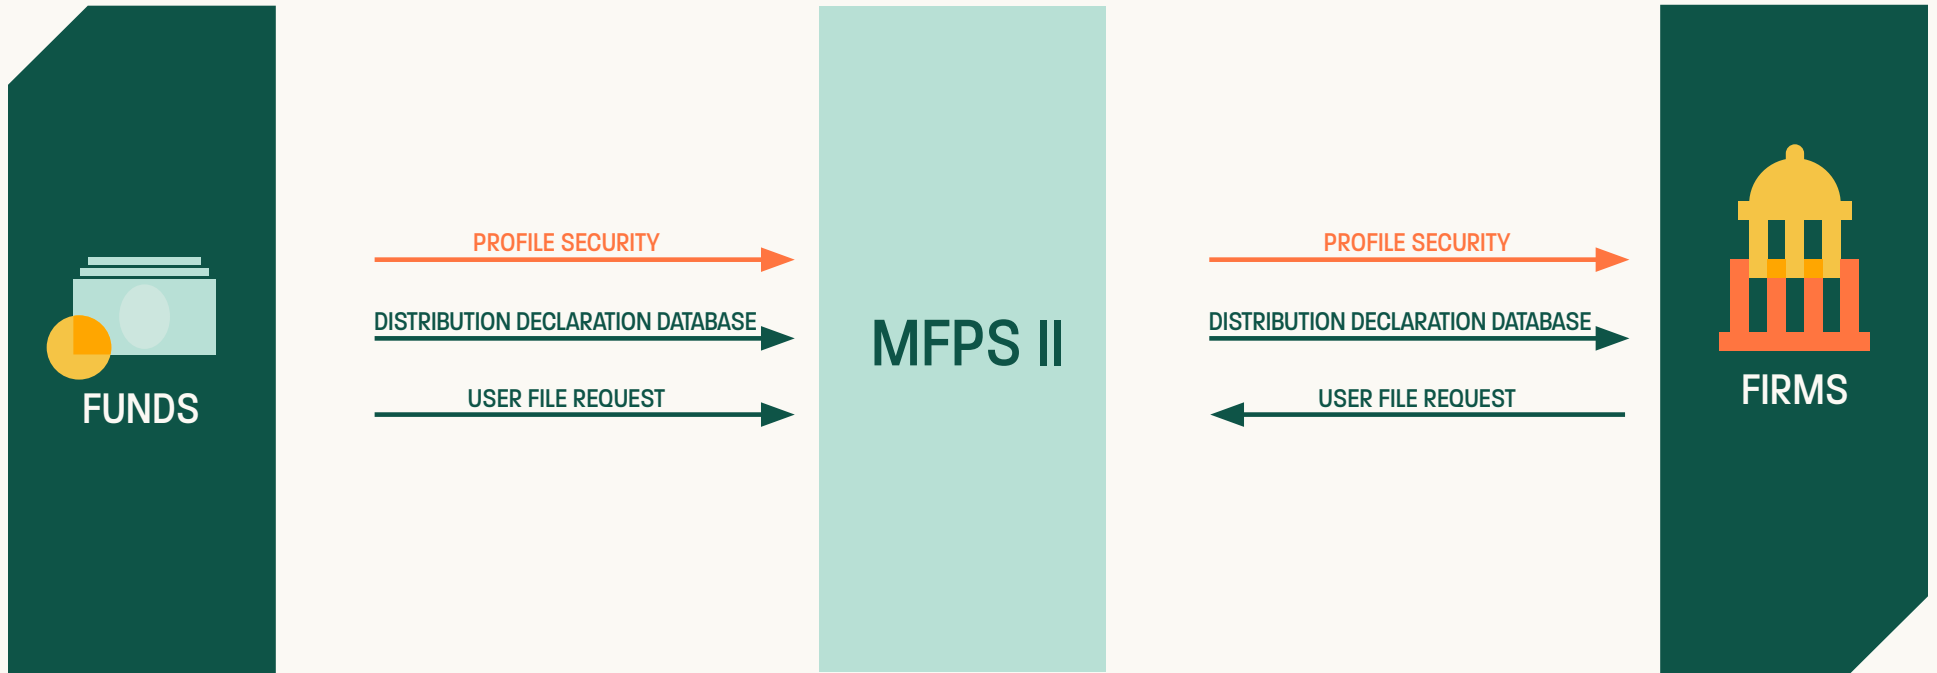 FUNDS
PROFILE SECURITY
DISTRIBUTION DECLARATION DATABASE
USER FILE REQUEST
MFPS II
PROFILE SECURITY
DISTRIBUTION DECLARATION DATABASE
USER FILE REQUEST
FIRMS